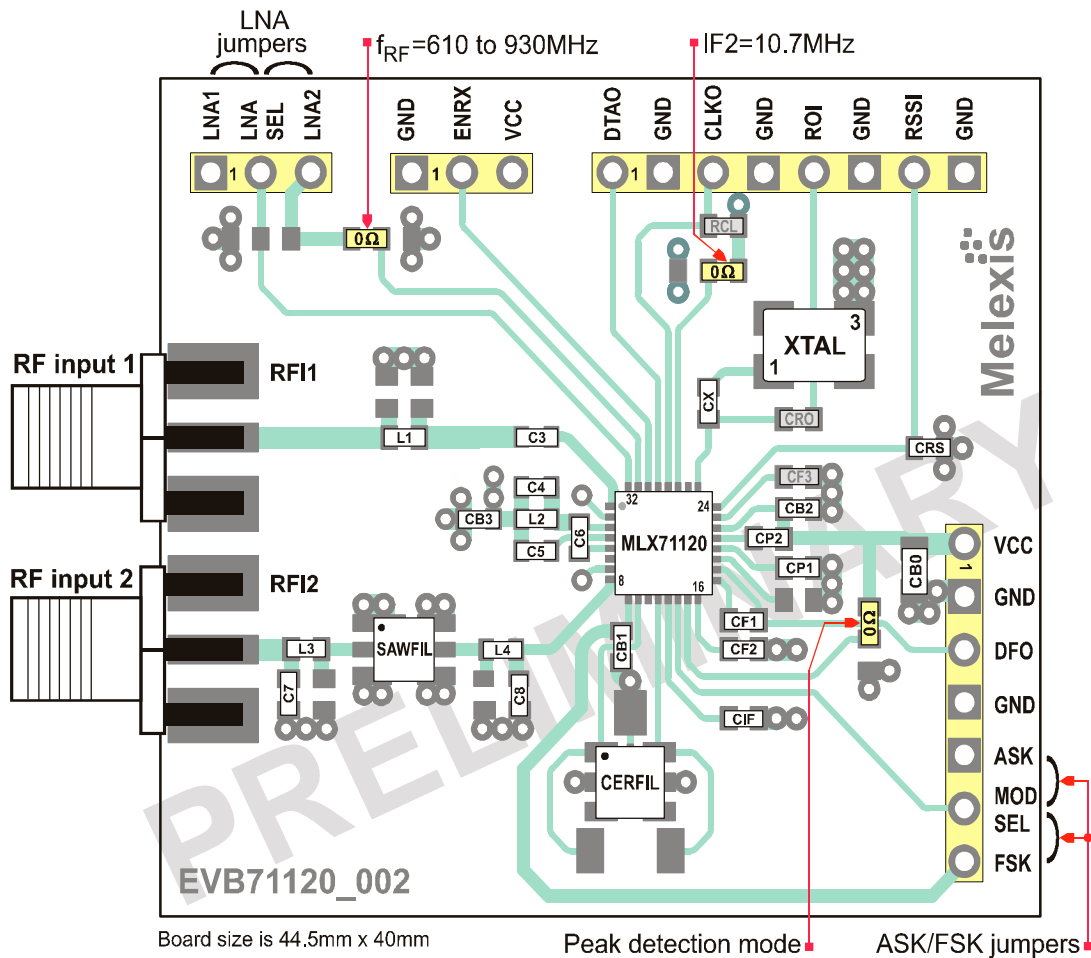 LNA
jumpers
fRF=610 to 930MHz
IF2=10.7MHz
LNA1
LNA
SEL
LNA2
GND
ENRX
VCC
DTAO
GND
CLKO
GND
ROI
GND
RSSI
GND
1
1
1
0Ω
RCL
0Ω
Melexis
XTAL
3
1
RF input 1
RFI1
CX
CRO
L1
C3
CRS
C4
CB3
L2
C6
C5
32
24
MLX71120
8
16
CF3
CB2
CP2
CP1
CB0
VCC
1
GND
RF input 2
RFI2
CF1
0Ω
DFO
L3
SAWFIL
L4
CB1
CF2
C7
C8
GND
CIF
ASK
CERFIL
MOD
SEL
FSK
PRELIMINARY
EVB71120_002
Board size is 44.5mm x 40mm
Peak detection mode
ASK/FSK jumpers